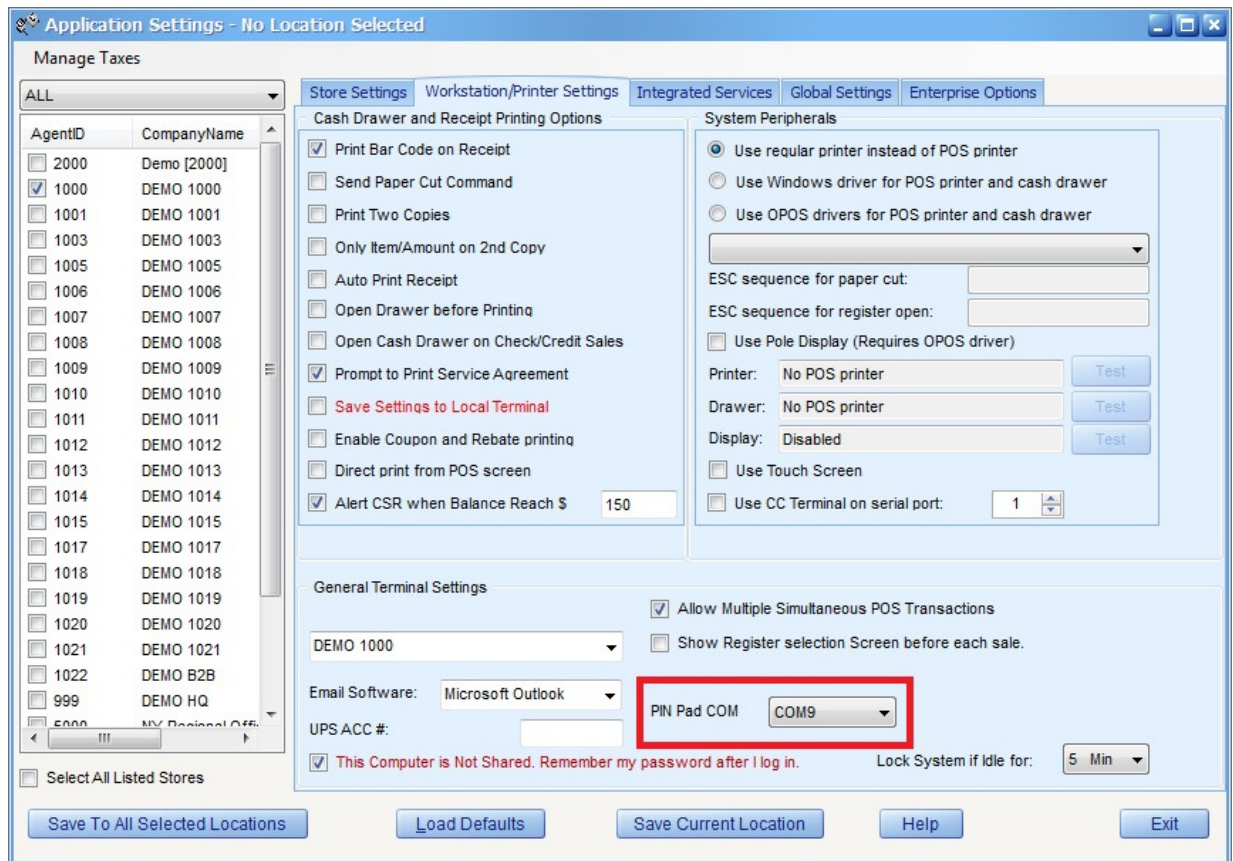 Application Settings - No Location Selected
Manage Taxes
ALL
AgentID CompanyName
2000 Demo [2000]
1000 DEMO 1000
1001 DEMO 1001
1003 DEMO 1003
1005 DEMO 1005
1006 DEMO 1006
1007 DEMO 1007
1008 DEMO 1008
1009 DEMO 1009
1010 DEMO 1010
1011 DEMO 1011
1012 DEMO 1012
1013 DEMO 1013
1014 DEMO 1014
1015 DEMO 1015
1017 DEMO 1017
1018 DEMO 1018
1019 DEMO 1019
1020 DEMO 1020
1021 DEMO 1021
1022 DEMO B2B
999 DEMO HQ
5000 NY Regional Offi
Select All Listed Stores
Store Settings Workstation/Printer Settings Integrated Services Global Settings Enterprise Options
Cash Drawer and Receipt Printing Options
Print Bar Code on Receipt
Send Paper Cut Command
Print Two Copies
Only Item/Amount on 2nd Copy
Auto Print Receipt
Open Drawer before Printing
Open Cash Drawer on Check/Credit Sales
Prompt to Print Service Agreement
Save Settings to Local Terminal
Enable Coupon and Rebate printing
Direct print from POS screen
Alert CSR when Balance Reach $ 150
System Peripherals
Use regular printer instead of POS printer
Use Windows driver for POS printer and cash drawer
Use OPOS drivers for POS printer and cash drawer
ESC sequence for paper cut:
ESC sequence for register open:
Use Pole Display (Requires OPOS driver)
Printer: No POS printer Test
Drawer: No POS printer Test
Display: Disabled Test
Use Touch Screen
Use CC Terminal on serial port: 1
General Terminal Settings
Allow Multiple Simultaneous POS Transactions
DEMO 1000
Show Register selection Screen before each sale.
Email Software: Microsoft Outlook
PIN Pad COM COM9
UPS ACC #:
This Computer is Not Shared. Remember my password after I log in.
Lock System if Idle for: 5 Min
Save To All Selected Locations Load Defaults Save Current Location Help Exit